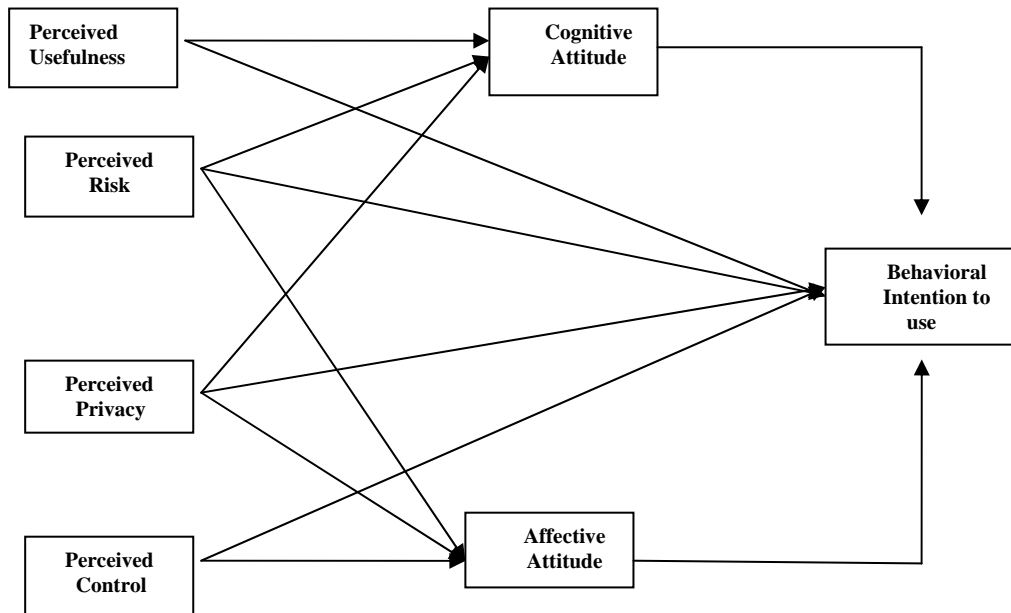 Perceived
Usefulness
Cognitive
Attitude
Perceived
Risk
Behavioral
Intention to
use
Perceived
Privacy
Affective
Attitude
Perceived
Control